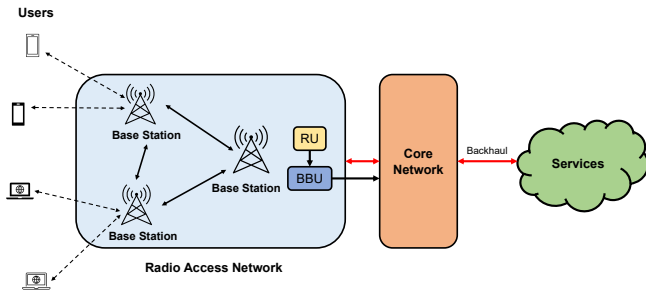 Users
Base Station
RU
Base Station
BBU
Base Station
Radio Access Network
Core
Network
Backhaul
Services